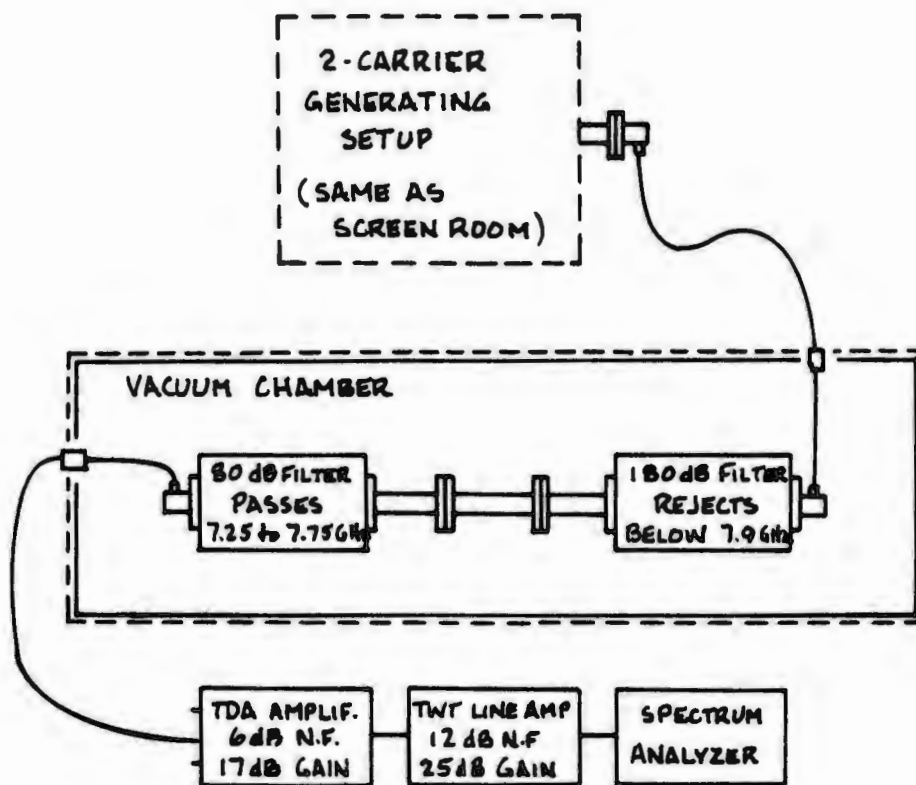 2-CARRIER
GENERATING
SETUP
(SAME AS
SCREEN ROOM)
VACUUM CHAMBER
80 dB FILTER
PASSES
7.25 to 7.75 GHz
180 dB FILTER
REJECTS
BELOW 7.9 GHz
TDA AMPLIF.
6 dB N.F.
17 dB GAIN
TWT LINE AMP
12 dB N.F
25 dB GAIN
SPECTRUM
ANALYZER